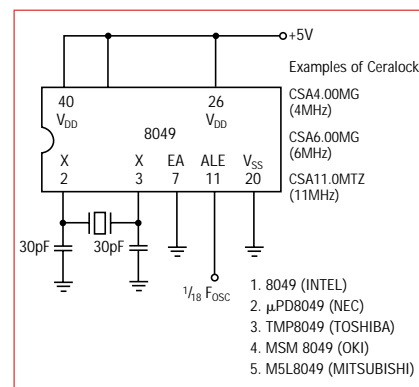 +5V
Examples of Ceralock
40
26
CSA4.00MG
V_DD
V_DD
(4MHz)
8049
CSA6.00MG
(6MHz)
X
X
EA
ALE
V_SS
2
3
7
11
20
CSA11.0MTZ
(11MHz)
30pF
30pF
1/18 F_OSC
1. 8049 (INTEL)
2. μPD8049 (NEC)
3. TMP8049 (TOSHIBA)
4. MSM 8049 (OKI)
5. M5L8049 (MITSUBISHI)